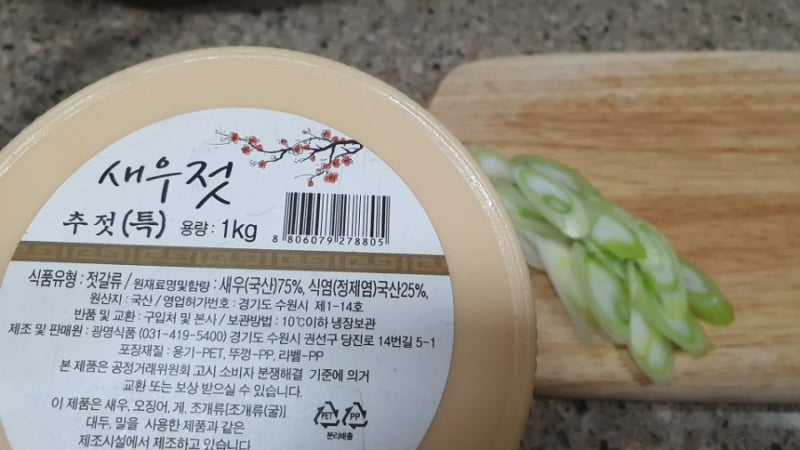 새우젓
추젓(특) 용량 : 1kg
8 806079 278805
식품유형 : 젓갈류 / 원재료명및함량 : 새우(국산)75%, 식염(정제염)국산25%,
원산지 : 국산 / 영업허가번호 : 경기도 수원시 제1-14호
반품 및 교환 : 구입처 및 본사 / 보관방법 : 10℃이하 냉장보관
제조 및 판매원 : 광명식품 (031-419-5400) 경기도 수원시 권선구 당진로 14번길 5-1
포장재질 : 용기-PET, 뚜껑-PP, 라벨-PP
본 제품은 공정거래위원회 고시 소비자 분쟁해결 기준에 의거
교환 또는 보상 받으실 수 있습니다.
이 제품은 새우, 오징어, 게, 조개류[조개류(굴)]
대두, 밀을 사용한 제품과 같은
제조시설에서 제조하고 있습니다
PET PP
분리배출